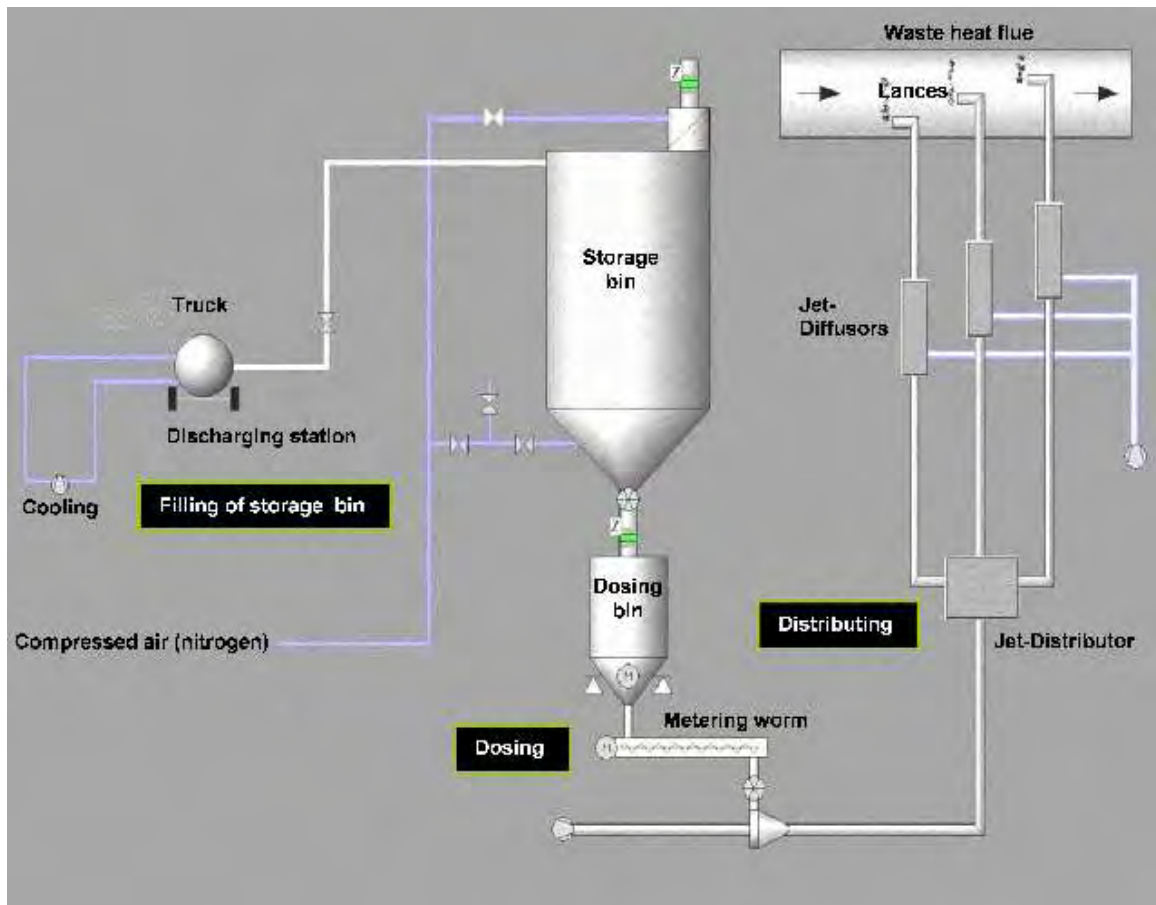 Waste heat flue
Lances
Storage
bin
Truck
Jet-
Diffusors
Discharging station
Cooling
Filling of storage bin
Dosing
bin
Distributing
Compressed air (nitrogen)
Jet-Distributor
Metering worm
Dosing
M
M